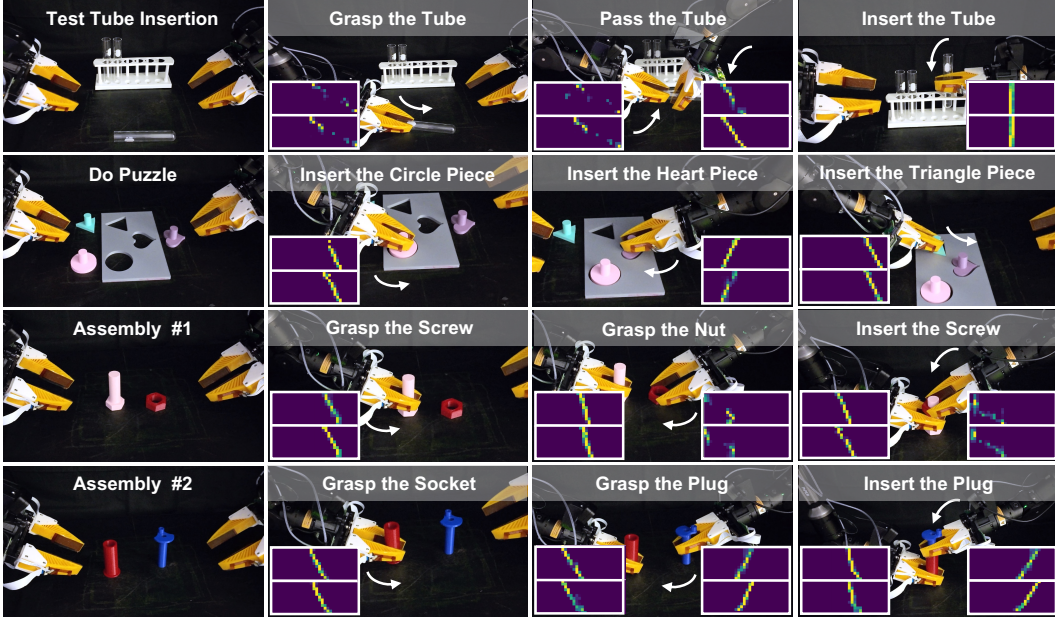 Test Tube Insertion
Grasp the Tube
Pass the Tube
Insert the Tube
Do Puzzle
Insert the Circle Piece
Insert the Heart Piece
Insert the Triangle Piece
Assembly #1
Grasp the Screw
Grasp the Nut
Insert the Screw
Assembly #2
Grasp the Socket
Grasp the Plug
Insert the Plug